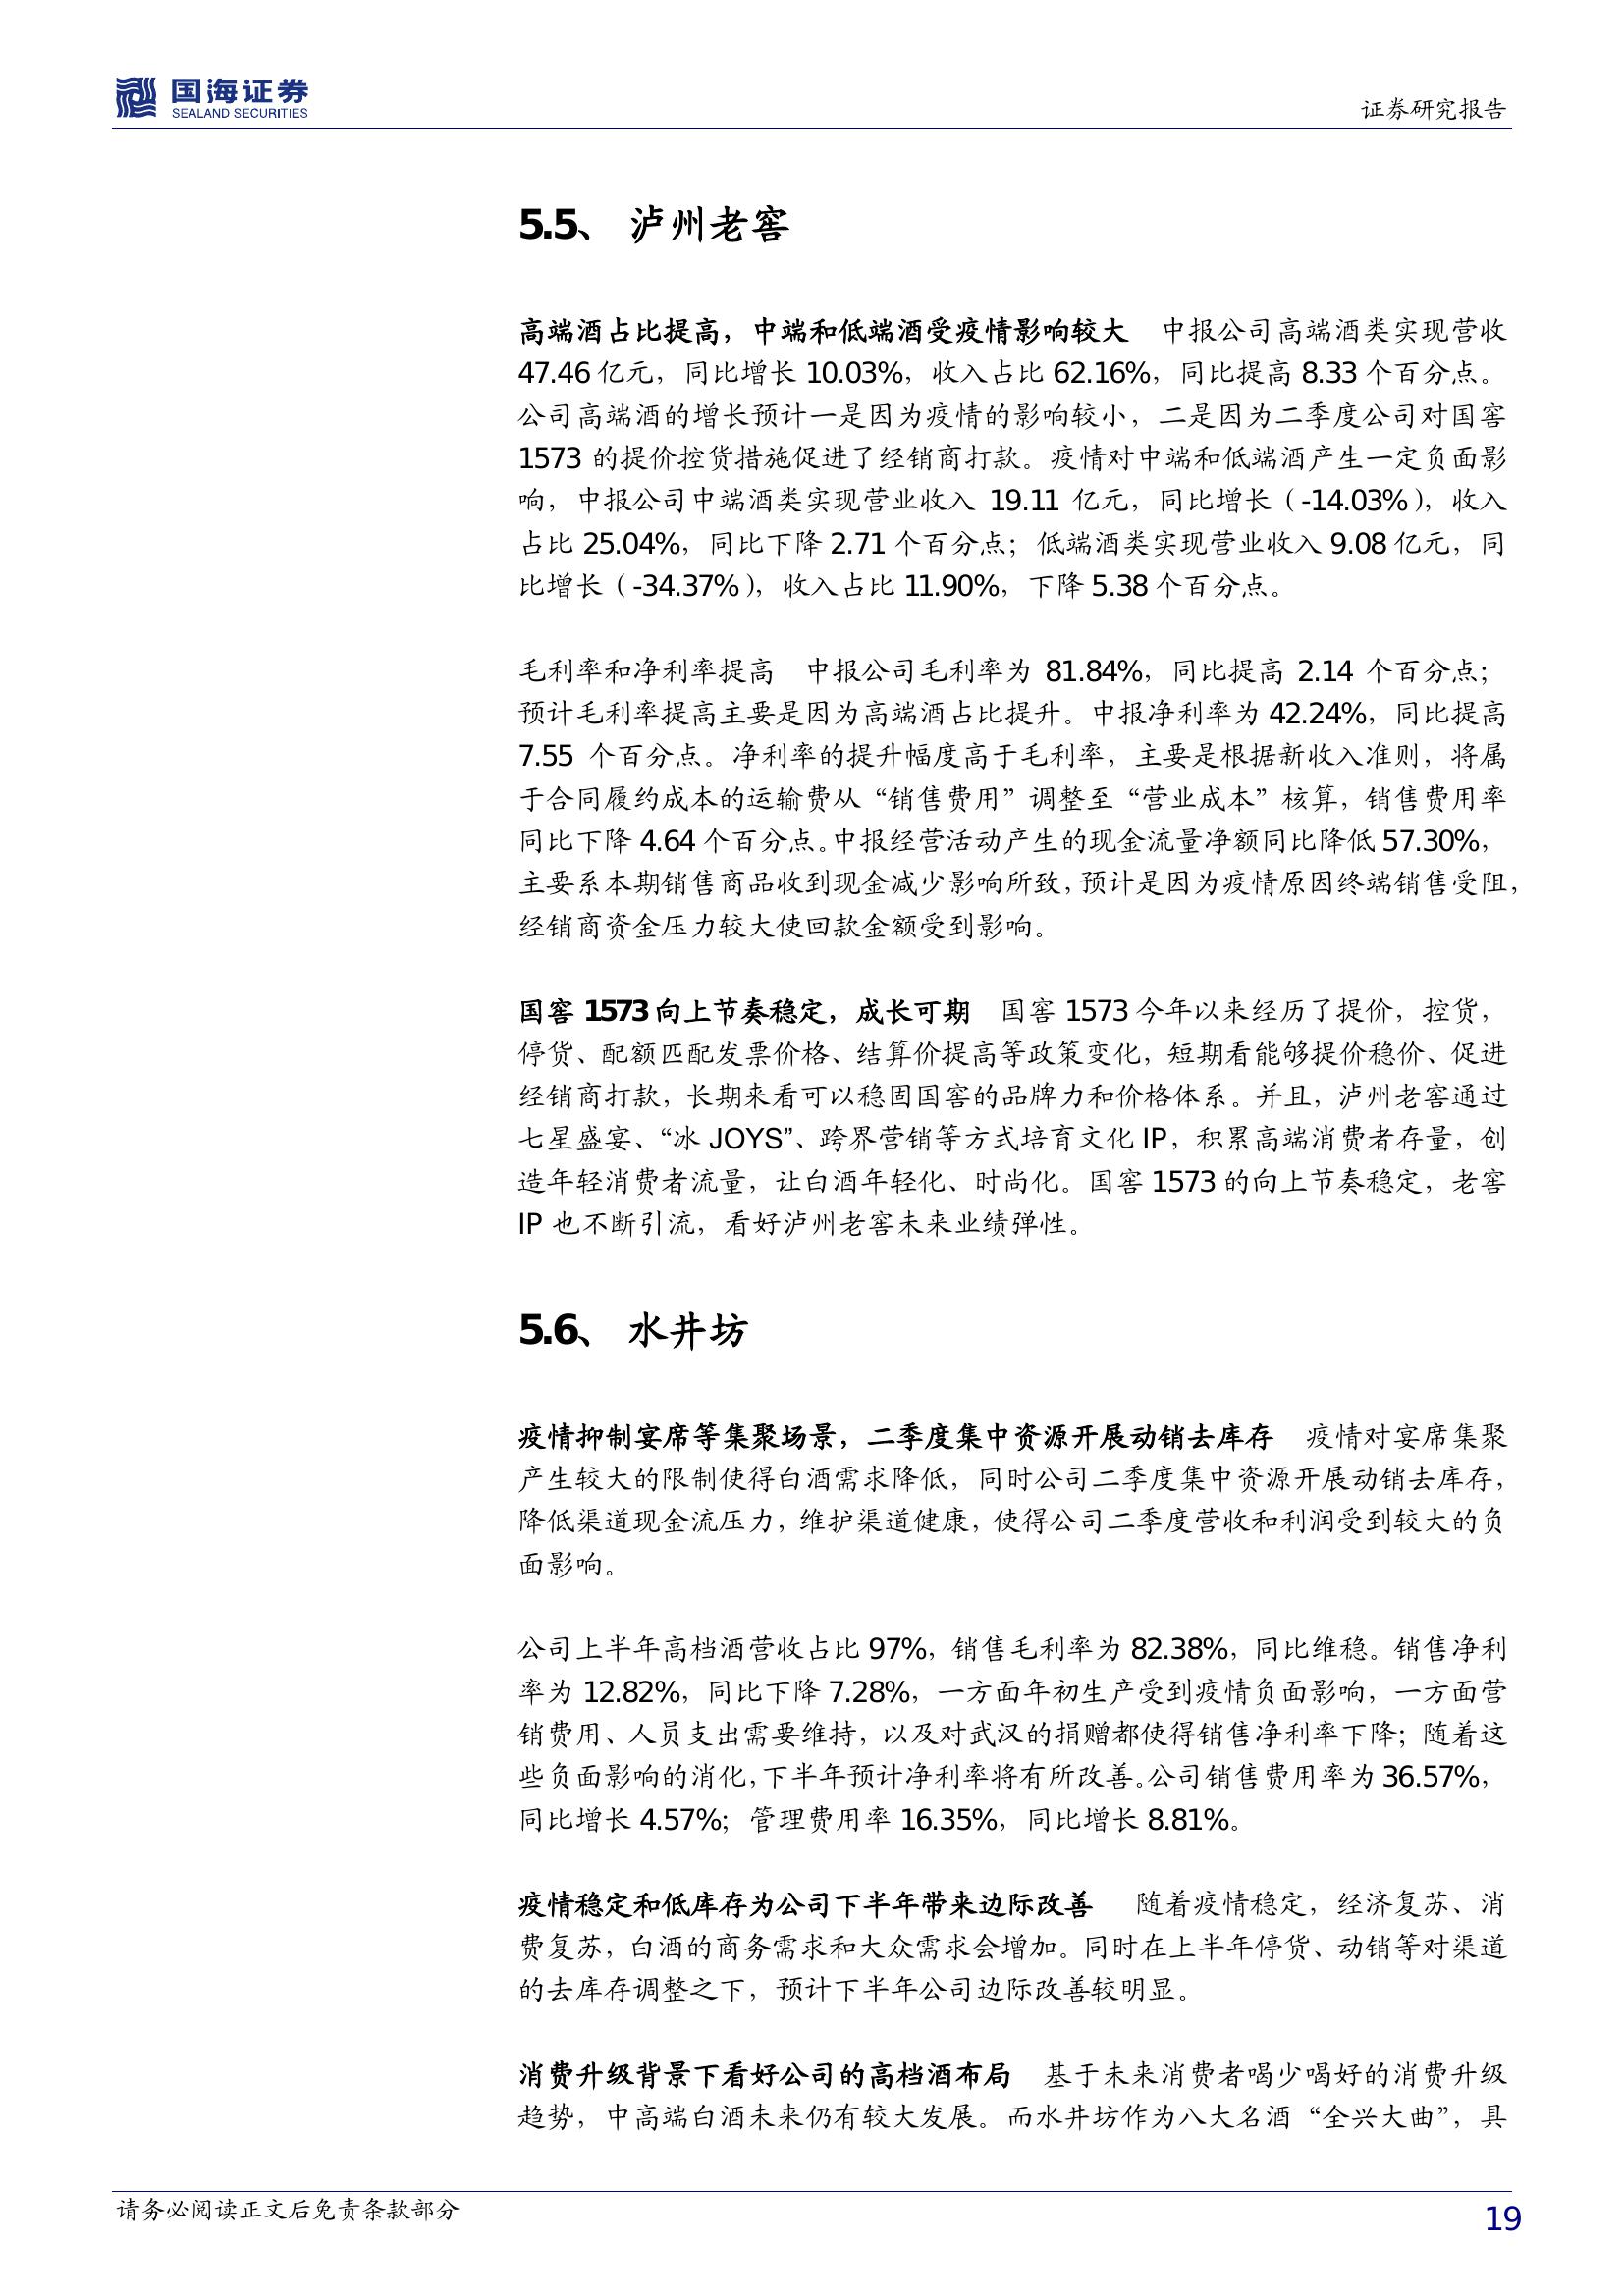 国海证券
SEALAND SECURITIES
证券研究报告
5.5、 泸州老窖
高端酒占比提高，中端和低端酒受疫情影响较大 中报公司高端酒类实现营收
47.46 亿元，同比增长 10.03%，收入占比 62.16%，同比提高 8.33 个百分点。
公司高端酒的增长预计一是因为疫情的影响较小，二是因为二季度公司对国窖
1573 的提价控货措施促进了经销商打款。疫情对中端和低端酒产生一定负面影
响，中报公司中端酒类实现营业收入 19.11 亿元，同比增长（-14.03%），收入
占比 25.04%，同比下降 2.71 个百分点；低端酒类实现营业收入 9.08 亿元，同
比增长（-34.37%），收入占比 11.90%，下降 5.38 个百分点。
毛利率和净利率提高 中报公司毛利率为 81.84%，同比提高 2.14 个百分点；
预计毛利率提高主要是因为高端酒占比提升。中报净利率为 42.24%，同比提高
7.55 个百分点。净利率的提升幅度高于毛利率，主要是根据新收入准则，将属
于合同履约成本的运输费从“销售费用”调整至“营业成本”核算，销售费用率
同比下降 4.64 个百分点。中报经营活动产生的现金流量净额同比降低 57.30%，
主要系本期销售商品收到现金减少影响所致，预计是因为疫情原因终端销售受阻，
经销商资金压力较大使回款金额受到影响。
国窖 1573 向上节奏稳定，成长可期 国窖 1573 今年以来经历了提价，控货，
停货、配额匹配发票价格、结算价提高等政策变化，短期看能够提价稳价、促进
经销商打款，长期来看可以稳固国窖的品牌力和价格体系。并且，泸州老窖通过
七星盛宴、“冰 JOYS”、跨界营销等方式培育文化 IP，积累高端消费者存量，创
造年轻消费者流量，让白酒年轻化、时尚化。国窖 1573 的向上节奏稳定，老窖
IP 也不断引流，看好泸州老窖未来业绩弹性。
5.6、 水井坊
疫情抑制宴席等集聚场景，二季度集中资源开展动销去库存 疫情对宴席集聚
产生较大的限制使得白酒需求降低，同时公司二季度集中资源开展动销去库存，
降低渠道现金流压力，维护渠道健康，使得公司二季度营收和利润受到较大的负
面影响。
公司上半年高档酒营收占比 97%，销售毛利率为 82.38%，同比维稳。销售净利
率为 12.82%，同比下降 7.28%，一方面年初生产受到疫情负面影响，一方面营
销费用、人员支出需要维持，以及对武汉的捐赠都使得销售净利率下降；随着这
些负面影响的消化，下半年预计净利率将有所改善。公司销售费用率为 36.57%，
同比增长 4.57%；管理费用率 16.35%，同比增长 8.81%。
疫情稳定和低库存为公司下半年带来边际改善 随着疫情稳定，经济复苏、消
费复苏，白酒的商务需求和大众需求会增加。同时在上半年停货、动销等对渠道
的去库存调整之下，预计下半年公司边际改善较明显。
消费升级背景下看好公司的高档酒布局 基于未来消费者喝少喝好的消费升级
趋势，中高端白酒未来仍有较大发展。而水井坊作为八大名酒“全兴大曲”，具
请务必阅读正文后免责条款部分
19